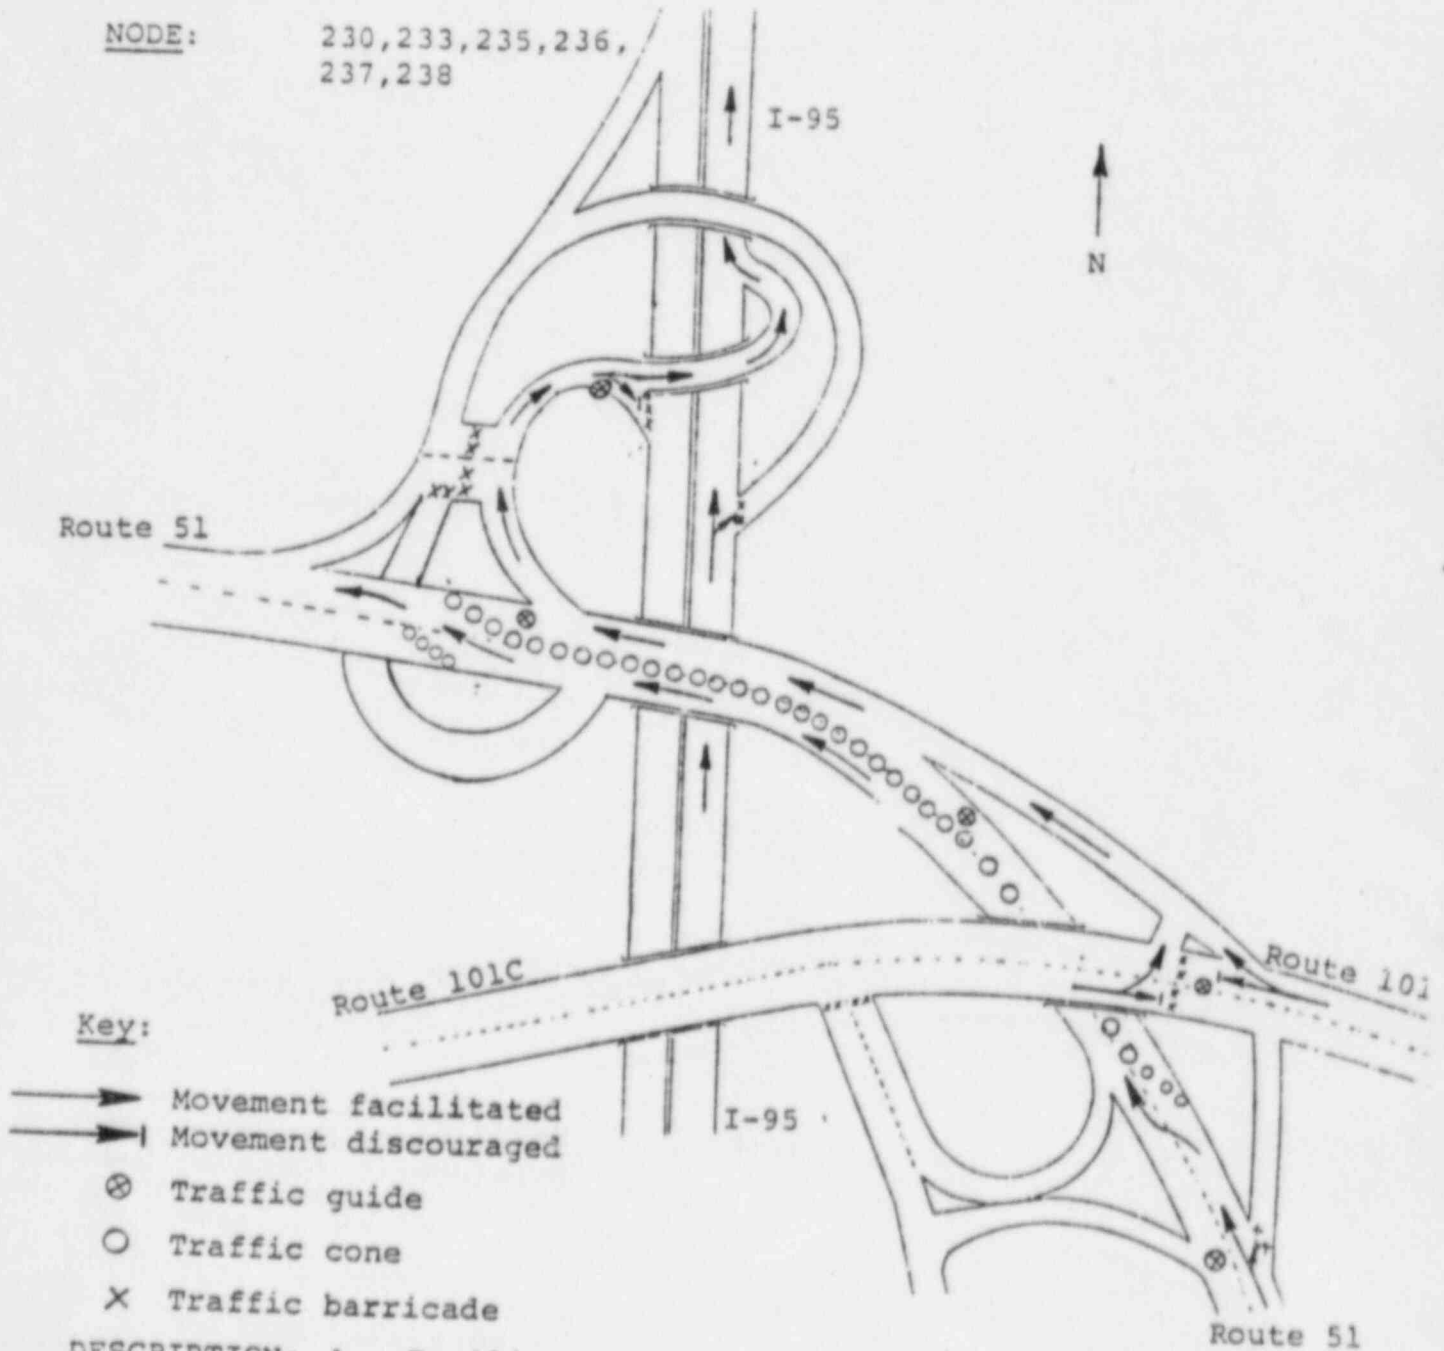 NODE: 230,233,235,236,
237,238
I-95
N
Route 51
Route 101C
Route 101
Key:
Movement facilitated
Movement discouraged
I-95
Traffic guide
Traffic cone
Traffic barricade
Route 51